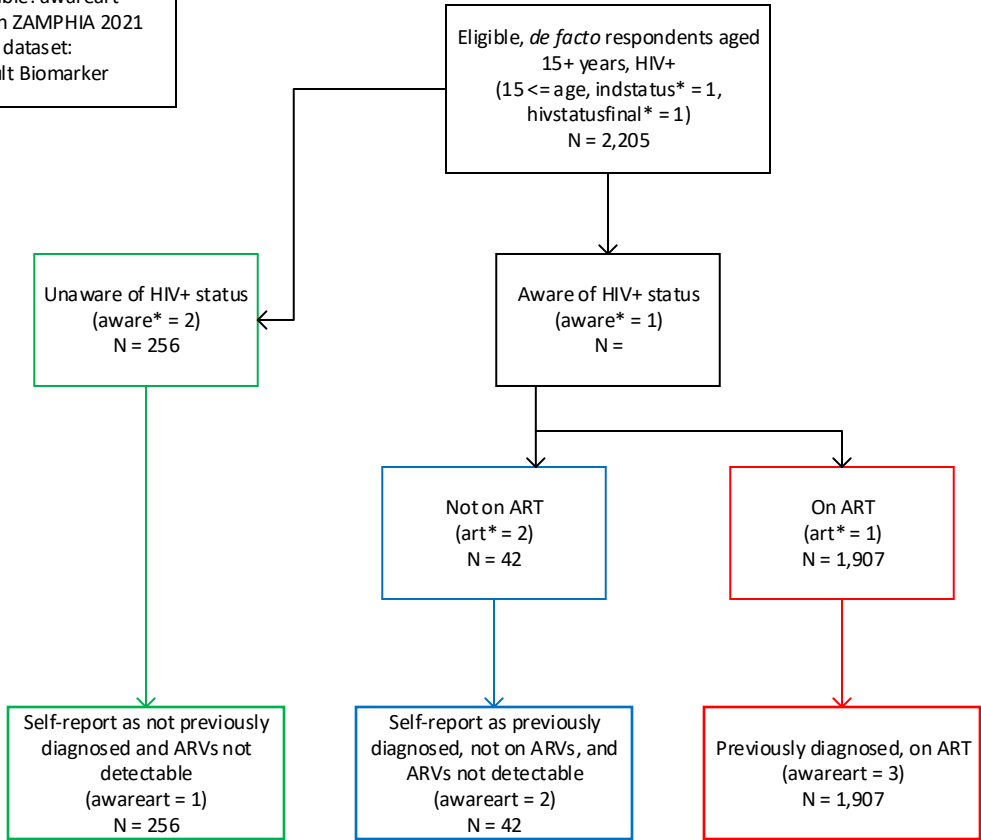 awareart
n ZAMPHIA 2021
dataset:
lt Biomarker
Eligible, de facto respondents aged
15+ years, HIV+
(15 <= age, indstatus* = 1,
hivstatusfinal* = 1)
N = 2,205
Unaware of HIV+ status
(aware* = 2)
N = 256
Aware of HIV+ status
(aware* = 1)
N =
Not on ART
(art* = 2)
N = 42
On ART
(art* = 1)
N = 1,907
Self-report as not previously
diagnosed and ARVs not
detectable
(awareart = 1)
N = 256
Self-report as previously
diagnosed, not on ARVs, and
ARVs not detectable
(awareart = 2)
N = 42
Previously diagnosed, on ART
(awareart = 3)
N = 1,907